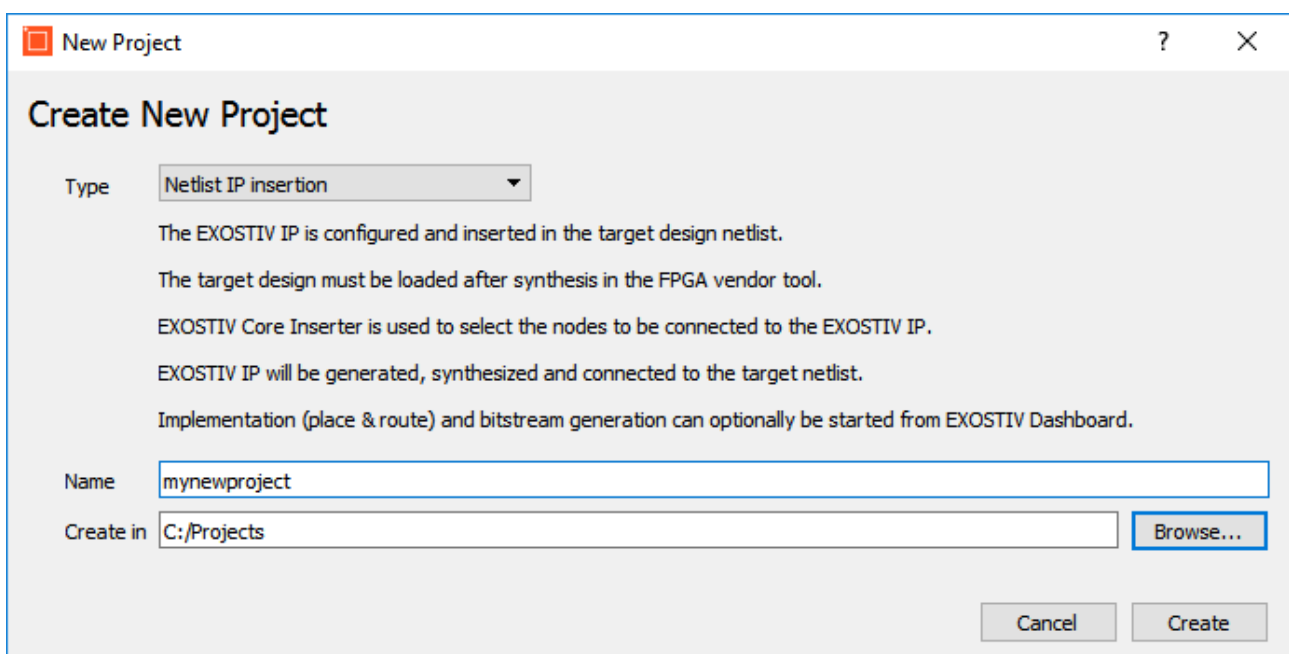 New Project
?
Create New Project
Type Netlist IP insertion
The EXOSTIV IP is configured and inserted in the target design netlist.
The target design must be loaded after synthesis in the FPGA vendor tool.
EXOSTIV Core Inserter is used to select the nodes to be connected to the EXOSTIV IP.
EXOSTIV IP will be generated, synthesized and connected to the target netlist.
Implementation (place & route) and bitstream generation can optionally be started from EXOSTIV Dashboard.
Name mynewproject
Create in C:/Projects Browse...
Cancel Create